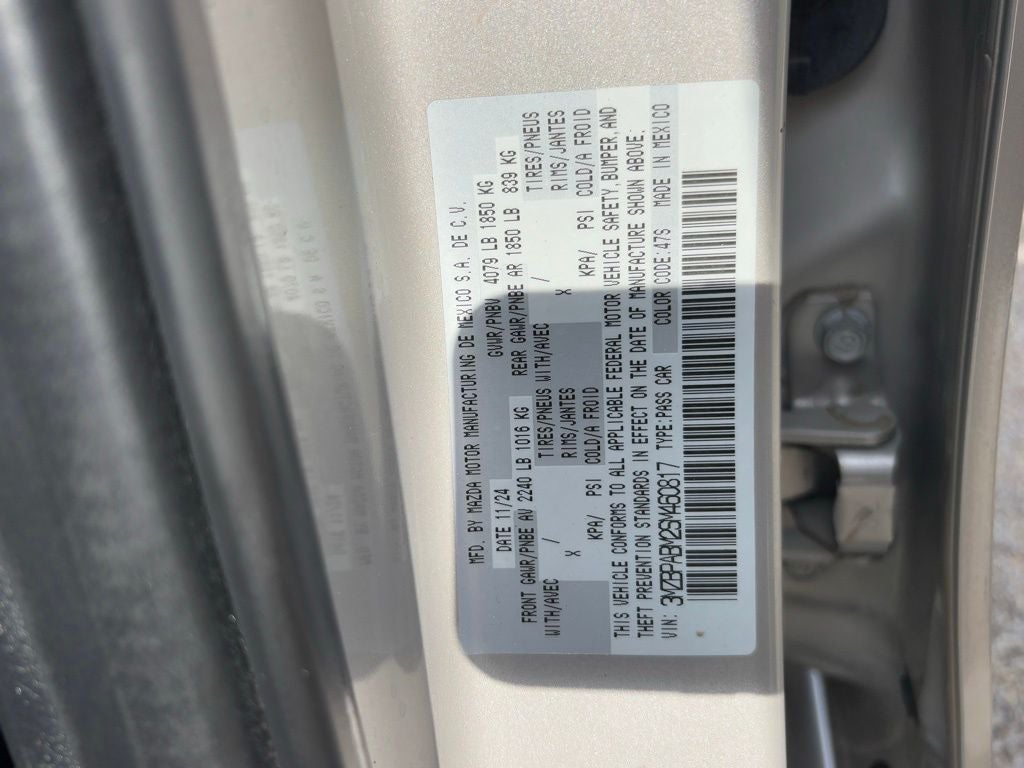 MFD. BY MAZDA MOTOR MANUFACTURING DE MEXICO S.A. DE C.V.
DATE 11/24 GVWR/PNBV 4079 LB 1850 KG
FRONT GAWR/PNBE AV 2240 LB 1016 KG REAR GAWR/PNBE AR 1850 LB 839 KG
WITH/AVEC / TIRES/PNEUS WITH/AVEC / TIRES/PNEUS
X RIMS/JANTES X RIMS/JANTES
KPA/ PSI COLD/A FROID KPA/ PSI COLD/A FROID
THIS VEHICLE CONFORMS TO ALL APPLICABLE FEDERAL MOTOR VEHICLE SAFETY, BUMPER, AND
THEFT PREVENTION STANDARDS IN EFFECT ON THE DATE OF MANUFACTURE SHOWN ABOVE.
VIN: 3MZBPABM2SM460817 TYPE:PASS CAR COLOR CODE:47S MADE IN MEXICO